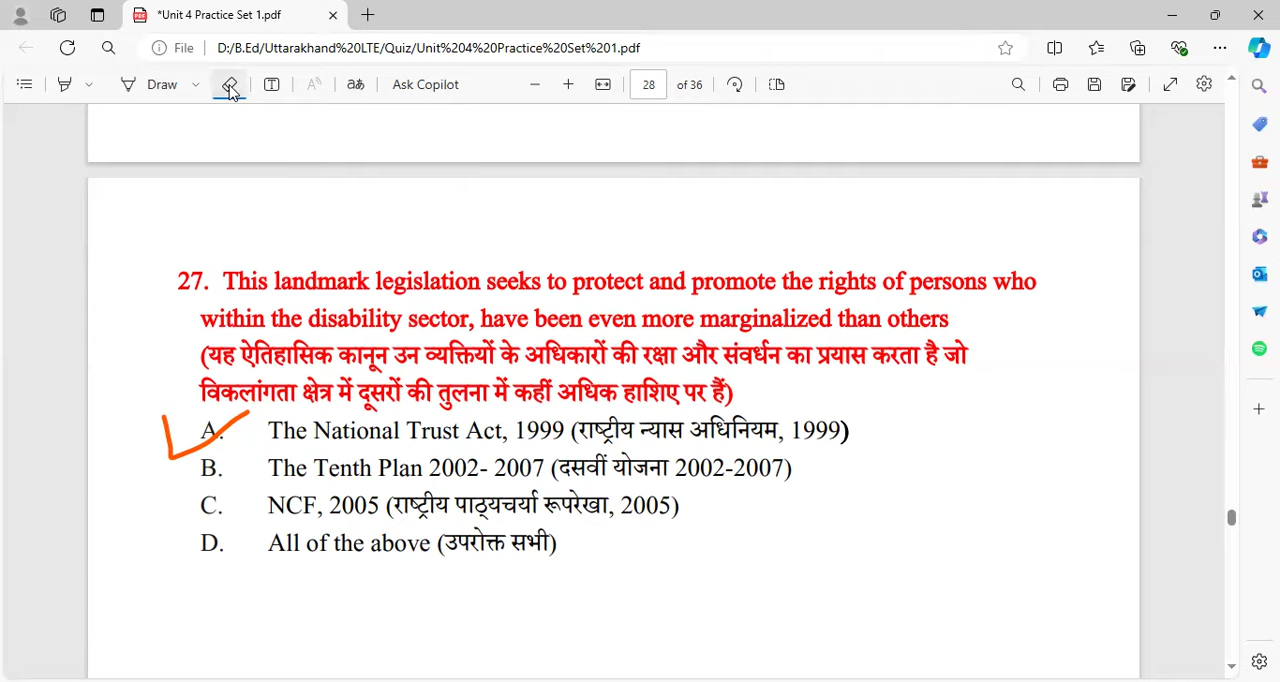 *Unit 4 Practice Set 1.pdf
File
D:/B.Ed/Uttarakhand%20LTE/Quiz/Unit%204%20Practice%20Set%201.pdf
Draw
aあ
Ask Copilot
28
of 36
27. This landmark legislation seeks to protect and promote the rights of persons who
within the disability sector, have been even more marginalized than others
(यह ऐतिहासिक कानून उन व्यक्तियों के अधिकारों की रक्षा और संवर्धन का प्रयास करता है जो
विकलांगता क्षेत्र में दूसरों की तुलना में कहीं अधिक हाशिए पर हैं)
A. The National Trust Act, 1999 (राष्ट्रीय न्यास अधिनियम, 1999)
B. The Tenth Plan 2002- 2007 (दसवीं योजना 2002-2007)
C. NCF, 2005 (राष्ट्रीय पाठ्यचर्या रूपरेखा, 2005)
D. All of the above (उपरोक्त सभी)